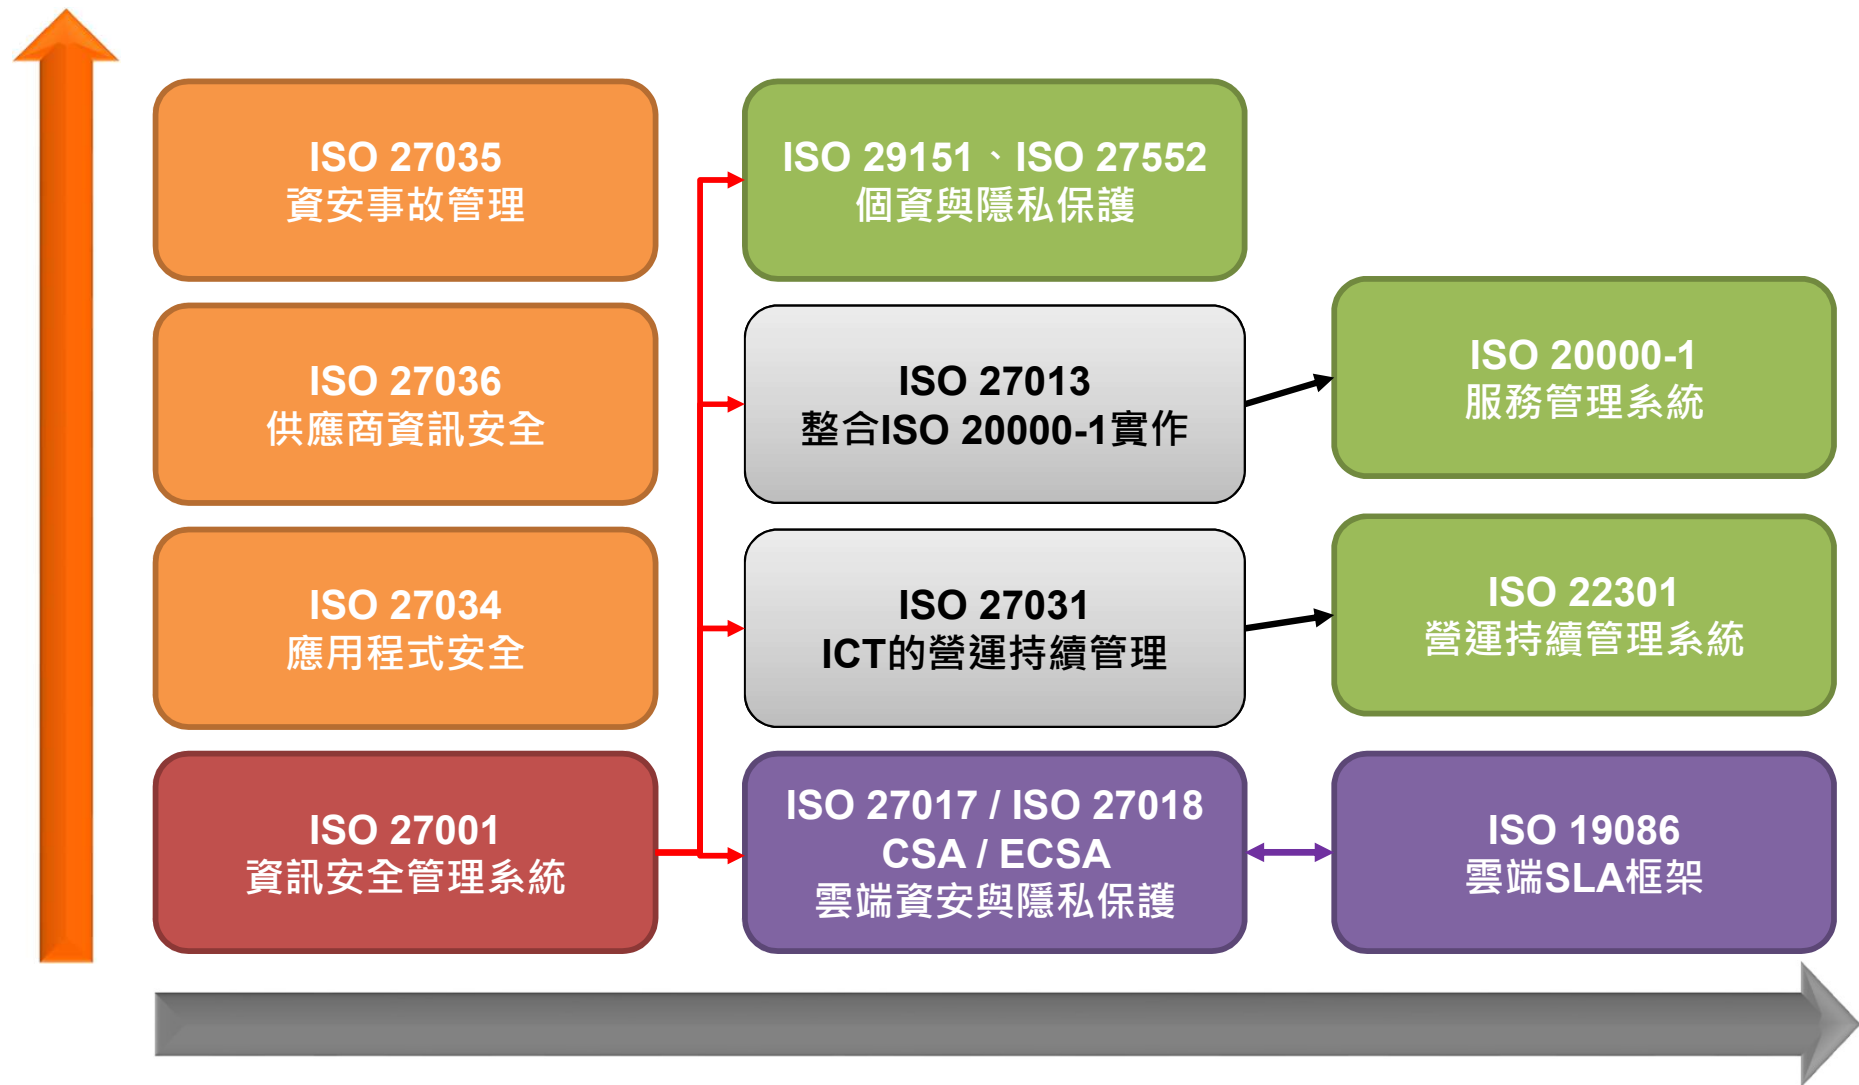 ISO 27035
資安事故管理
ISO 27036
供應商資訊安全
ISO 27034
應用程式安全
ISO 27001
資訊安全管理系統
ISO 29151、ISO 27552
個資與隱私保護
ISO 27013
整合ISO 20000-1實作
ISO 27031
ICT的營運持續管理
ISO 27017 / ISO 27018
CSA / ECSA
雲端資安與隱私保護
ISO 20000-1
服務管理系統
ISO 22301
營運持續管理系統
ISO 19086
雲端SLA框架